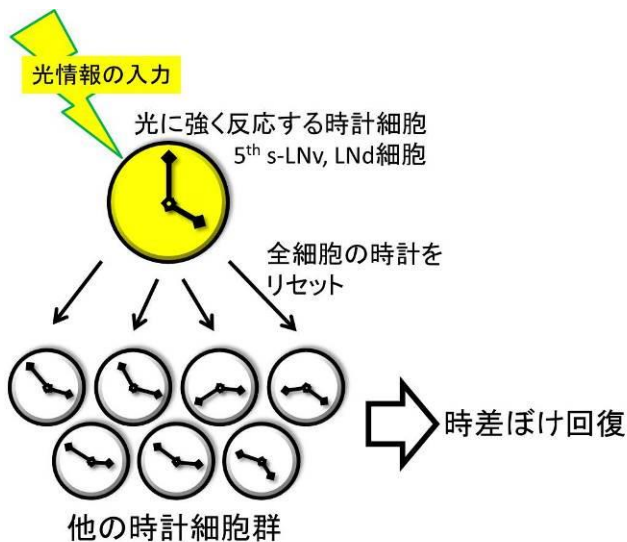 光情報の入力
光に強く反応する時計細胞
5th s-LNv, LNd細胞
全細胞の時計を
リセット
時差ぼけ回復
他の時計細胞群